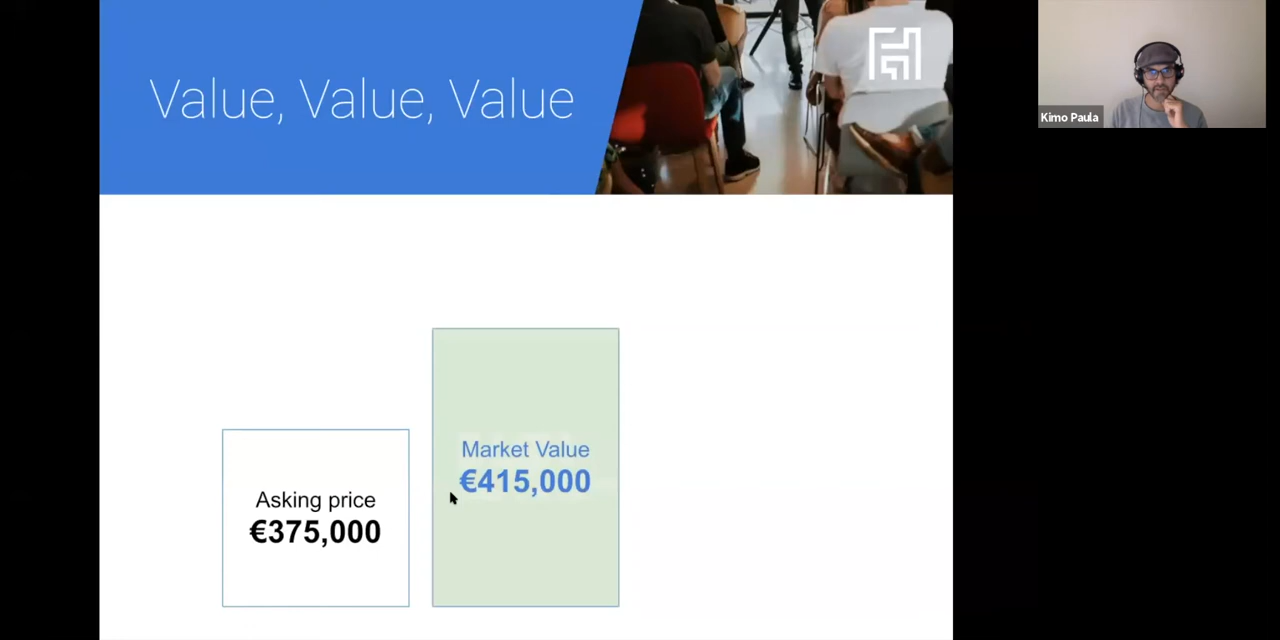 Value, Value, Value
Kimo Paula
Market Value
€415,000
Asking price
€375,000